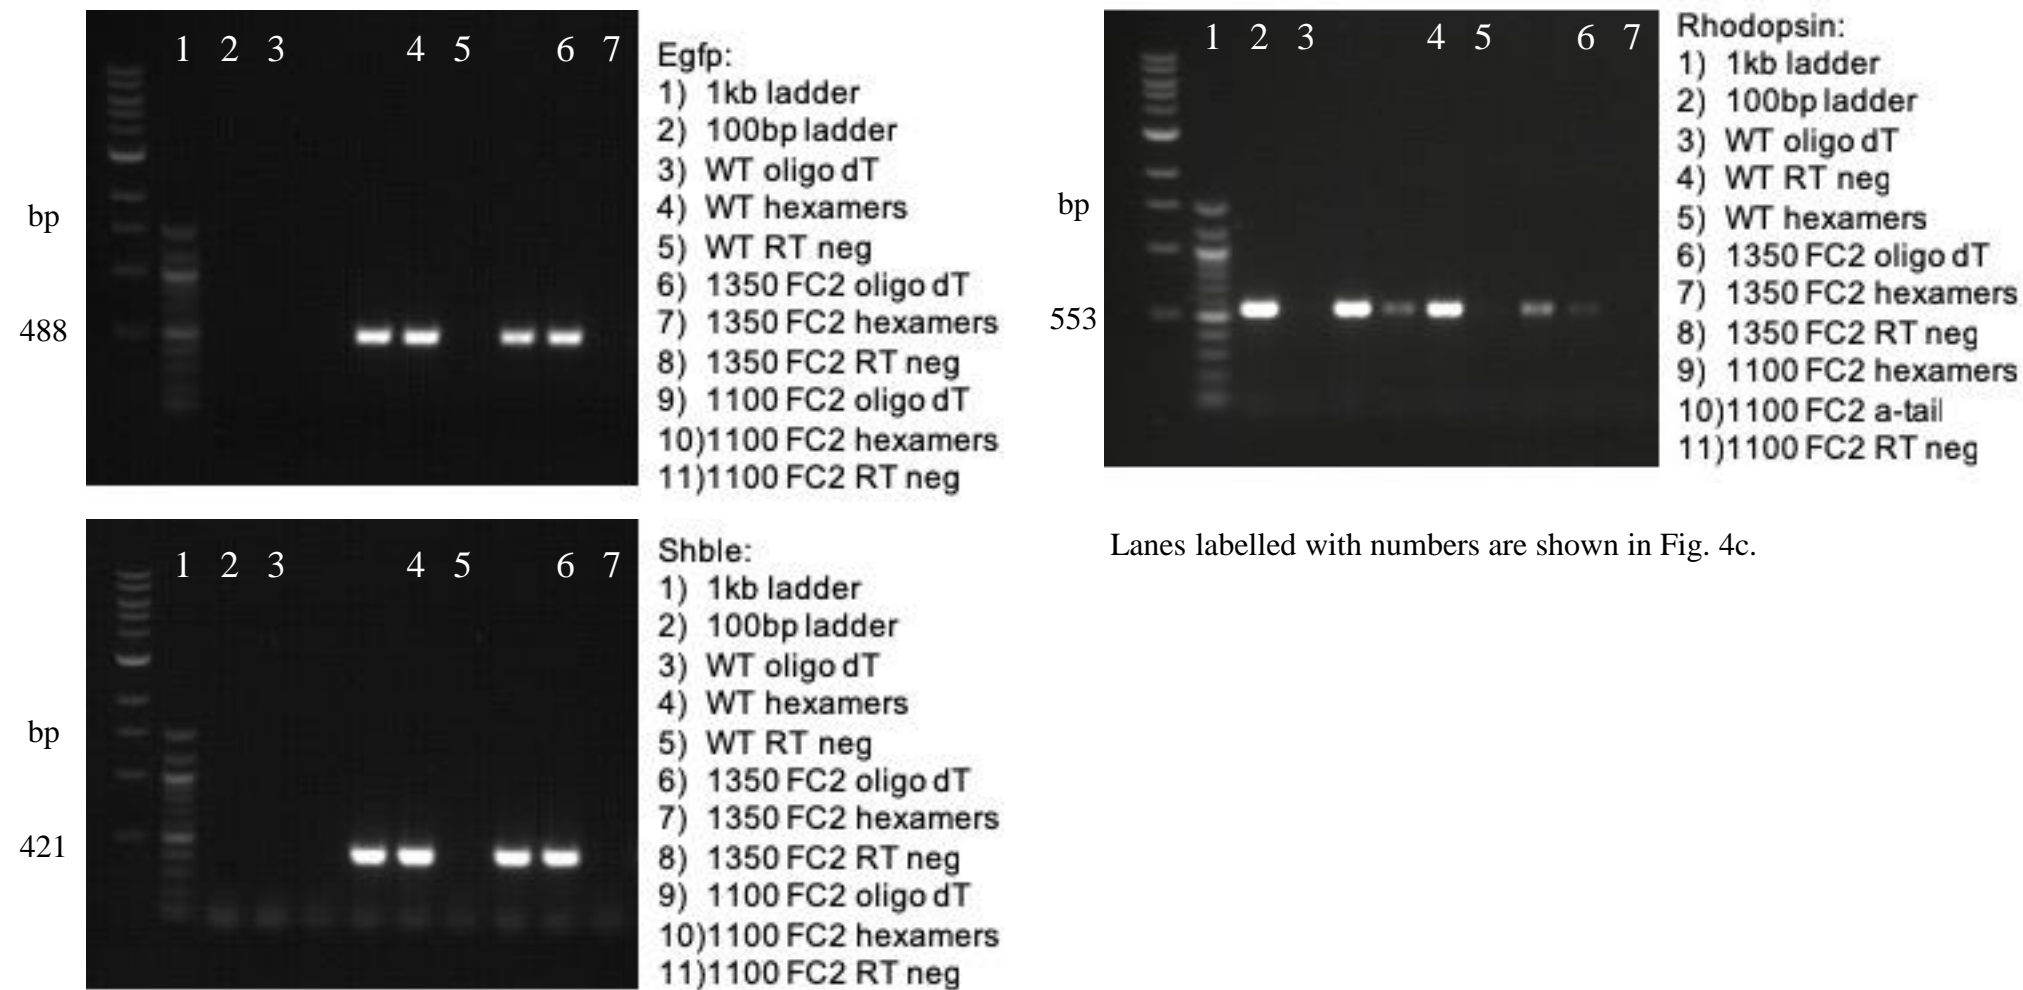 1 2 3 4 5 6 7
bp
488
Egfp:
1) 1kb ladder
2) 100bp ladder
3) WT oligo dT
4) WT hexamers
5) WT RT neg
6) 1350 FC2 oligo dT
7) 1350 FC2 hexamers
8) 1350 FC2 RT neg
9) 1100 FC2 oligo dT
10)1100 FC2 hexamers
11)1100 FC2 RT neg
1 2 3 4 5 6 7
bp
553
Rhodopsin:
1) 1kb ladder
2) 100bp ladder
3) WT oligo dT
4) WT RT neg
5) WT hexamers
6) 1350 FC2 oligo dT
7) 1350 FC2 hexamers
8) 1350 FC2 RT neg
9) 1100 FC2 hexamers
10)1100 FC2 a-tail
11)1100 FC2 RT neg
1 2 3 4 5 6 7
bp
421
Shble:
1) 1kb ladder
2) 100bp ladder
3) WT oligo dT
4) WT hexamers
5) WT RT neg
6) 1350 FC2 oligo dT
7) 1350 FC2 hexamers
8) 1350 FC2 RT neg
9) 1100 FC2 oligo dT
10)1100 FC2 hexamers
11)1100 FC2 RT neg
Lanes labelled with numbers are shown in Fig. 4c.